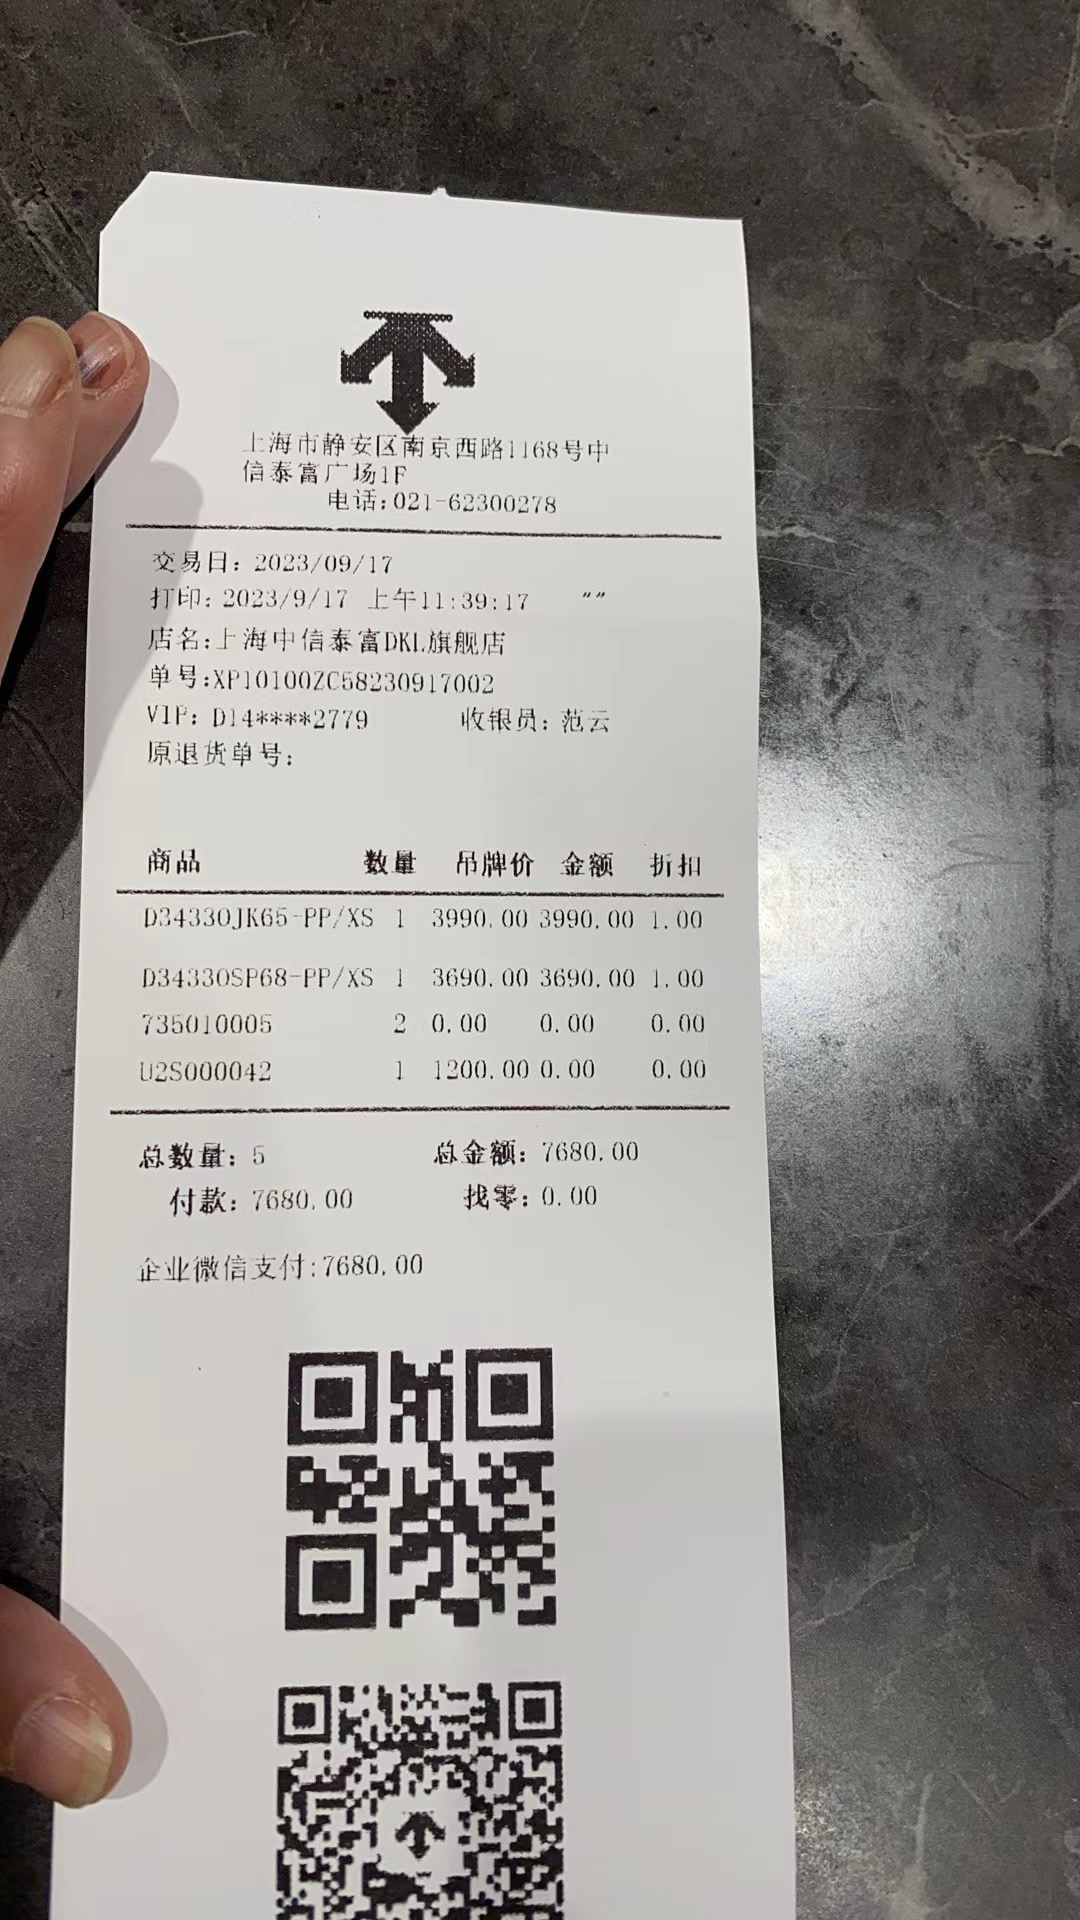 上海市静安区南京西路1168号中
信泰富广场1F
电话:021-62300278
交易日: 2023/09/17
打印: 2023/9/17 上午11:39:17 ""
店名:上海中信泰富DKL旗舰店
单号:XP10100ZC58230917002
VIP: D14****2779 收银员: 范云
原退货单号:
商品 数量 吊牌价 金额 折扣
D34330JK65-PP/XS 1 3990.00 3990.00 1.00
D34330SP68-PP/XS 1 3690.00 3690.00 1.00
735010005 2 0.00 0.00 0.00
U2S000042 1 1200.00 0.00 0.00
总数量: 5 总金额: 7680.00
付款: 7680.00 找零: 0.00
企业微信支付:7680.00